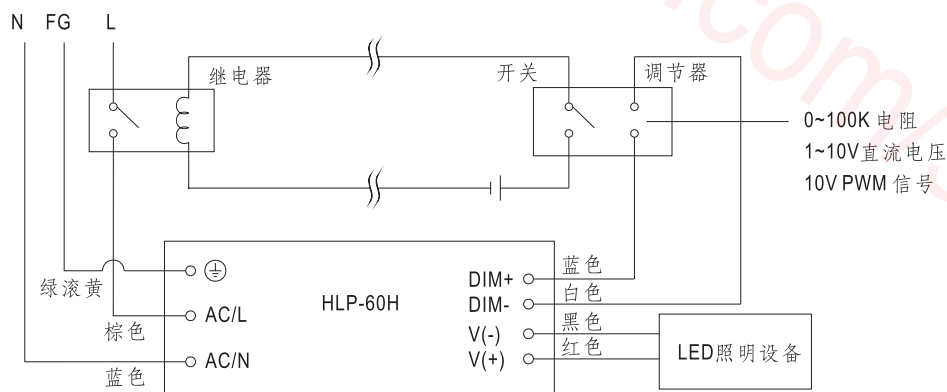 N FG L
继电器
开关
调节器
0~100K 电阻
1~10V直流电压
10V PWM 信号
绿滚黄
棕色
蓝色
AC/L
AC/N
HLP-60H
DIM+
DIM-
V(-)
V(+)
蓝色
白色
黑色
红色
LED照明设备
com/s